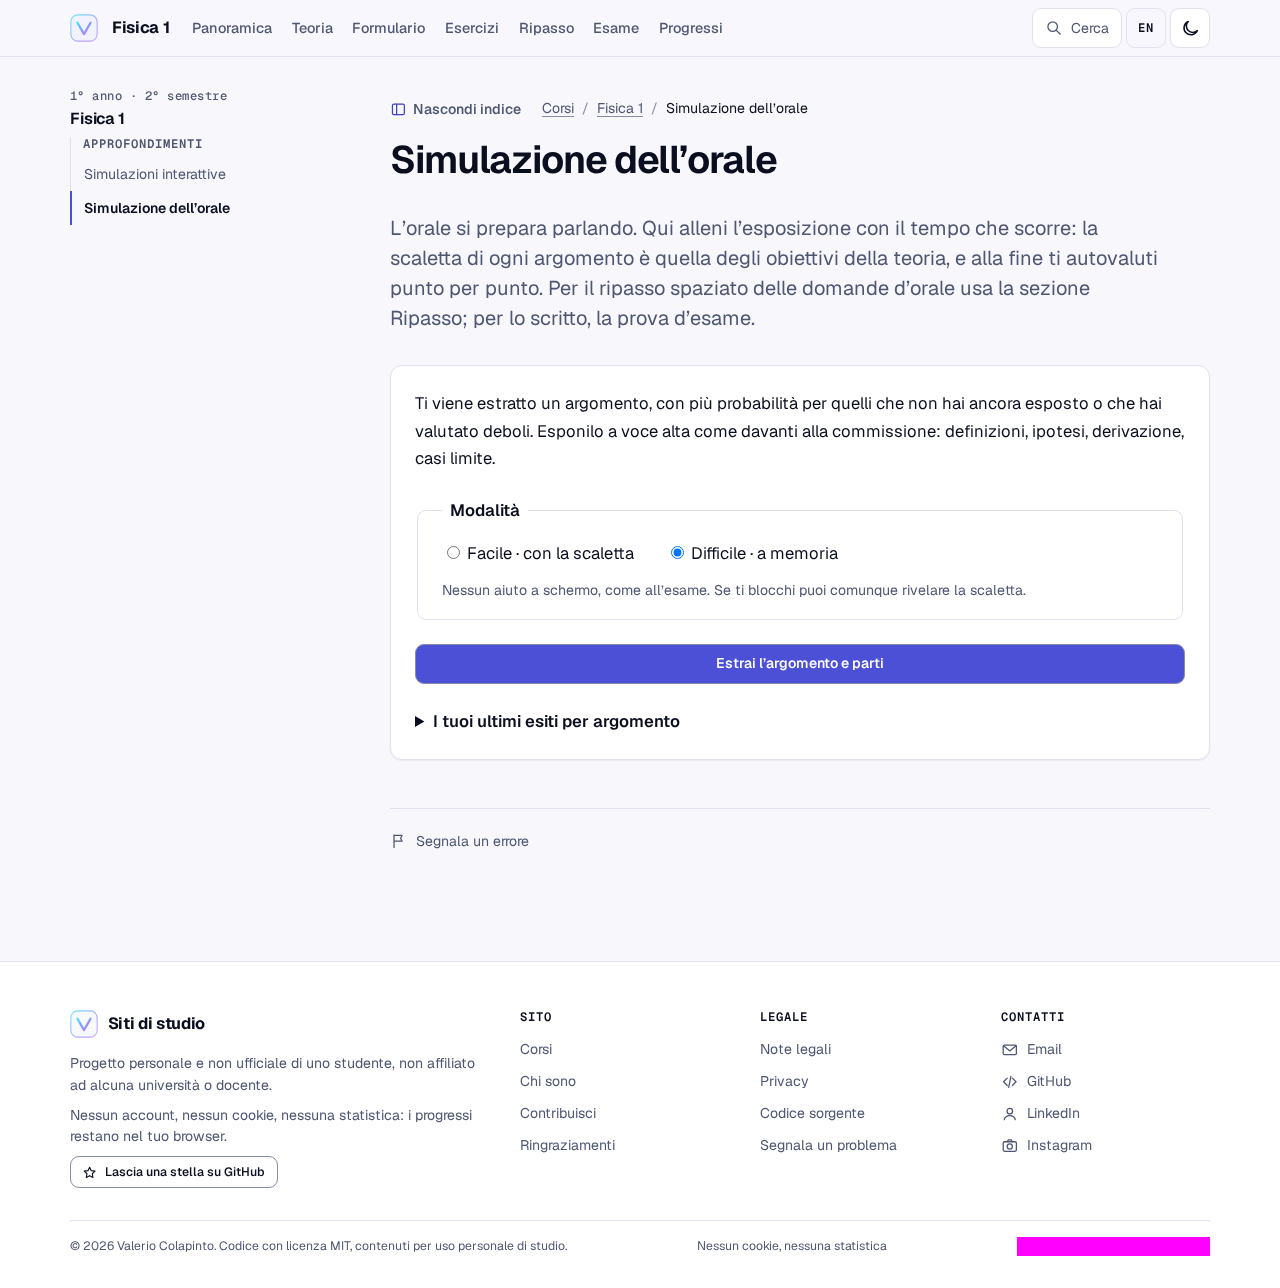 Fisica 1
Panoramica
Teoria
Formulario
Esercizi
Ripasso
Esame
Progressi
Cerca
EN
1º anno · 2º semestre
Fisica 1
APPROFONDIMENTI
Simulazioni interattive
Simulazione dell’orale
Nascondi indice
Corsi / Fisica 1 / Simulazione dell’orale
Simulazione dell’orale
L’orale si prepara parlando. Qui alleni l’esposizione con il tempo che scorre: la
scaletta di ogni argomento è quella degli obiettivi della teoria, e alla fine ti autovaluti
punto per punto. Per il ripasso spaziato delle domande d’orale usa la sezione
Ripasso; per lo scritto, la prova d’esame.
Ti viene estratto un argomento, con più probabilità per quelli che non hai ancora esposto o che hai
valutato deboli. Esponilo a voce alta come davanti alla commissione: definizioni, ipotesi, derivazione,
casi limite.
Modalità
Facile · con la scaletta
Difficile · a memoria
Nessun aiuto a schermo, come all’esame. Se ti blocchi puoi comunque rivelare la scaletta.
Estrai l’argomento e parti
I tuoi ultimi esiti per argomento
Segnala un errore
Siti di studio
Progetto personale e non ufficiale di uno studente, non affiliato
ad alcuna università o docente.
Nessun account, nessun cookie, nessuna statistica: i progressi
restano nel tuo browser.
Lascia una stella su GitHub
SITO
Corsi
Chi sono
Contribuisci
Ringraziamenti
LEGALE
Note legali
Privacy
Codice sorgente
Segnala un problema
CONTATTI
Email
GitHub
LinkedIn
Instagram
© 2026 Valerio Colapinto. Codice con licenza MIT, contenuti per uso personale di studio.
Nessun cookie, nessuna statistica